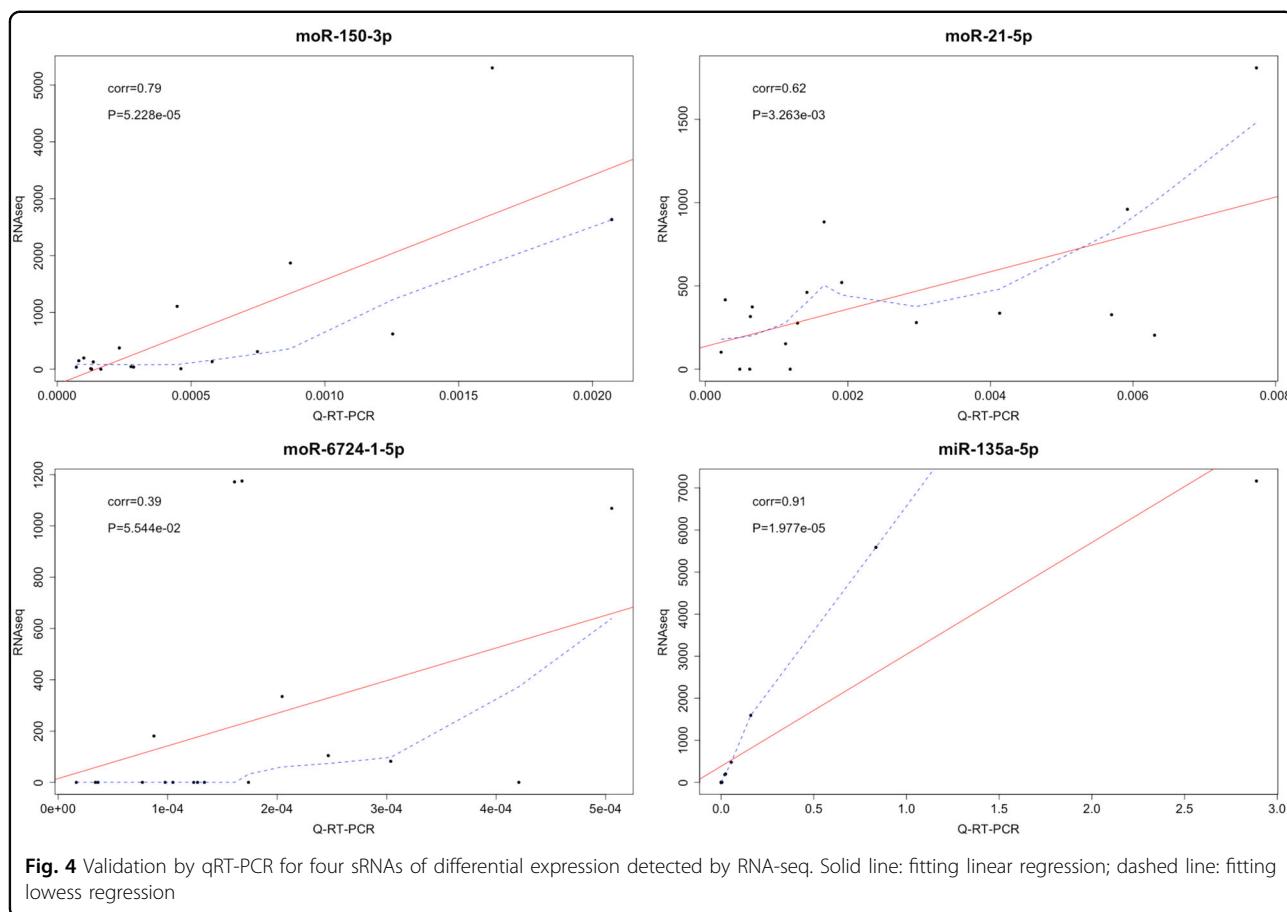 moR-150-3p
corr=0.79
P=5.228e-05
RNAseq
0 1000 2000 3000 4000 5000
0.0000 0.0005 0.0010 0.0015 0.0020
Q-RT-PCR
moR-21-5p
corr=0.62
P=3.263e-03
RNAseq
0 500 1000 1500
0.000 0.002 0.004 0.006 0.008
Q-RT-PCR
moR-6724-1-5p
corr=0.39
P=5.544e-02
RNAseq
0 200 400 600 800 1000 1200
0e+00 1e-04 2e-04 3e-04 4e-04 5e-04
Q-RT-PCR
miR-135a-5p
corr=0.91
P=1.977e-05
RNAseq
0 1000 2000 3000 4000 5000 6000 7000
0.0 0.5 1.0 1.5 2.0 2.5 3.0
Q-RT-PCR
Fig. 4 Validation by qRT-PCR for four sRNAs of differential expression detected by RNA-seq. Solid line: fitting linear regression; dashed line: fitting
lowess regression